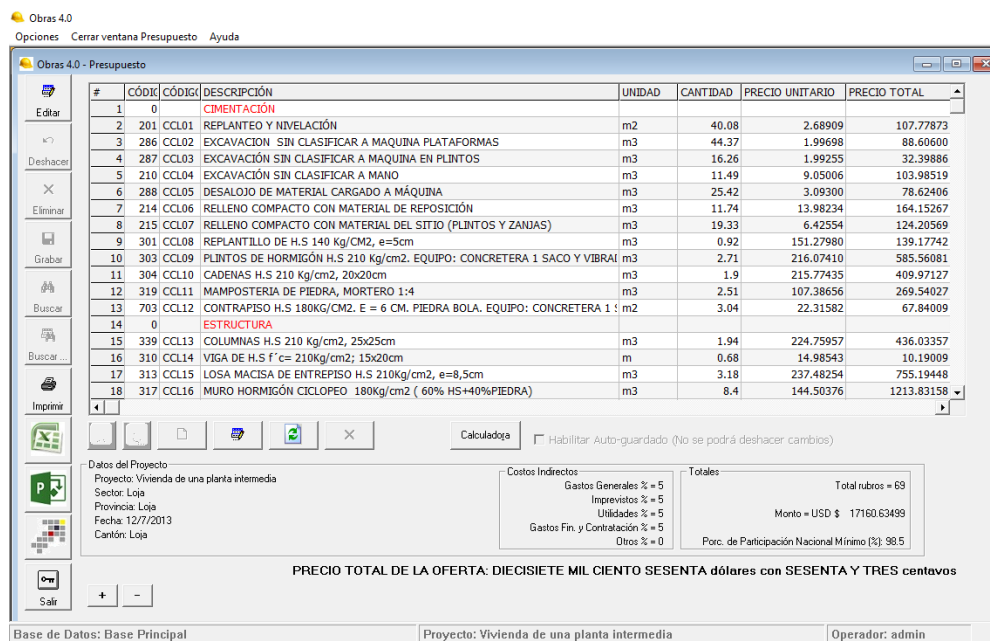 Obras 4.0
Opciones Cerrar ventana Presupuesto Ayuda
Obras 4.0 - Presupuesto
Editar
Deshacer
Eliminar
Grabar
Buscar
Buscar ...
Imprimir
Salir
# CÓDIG CÓDIGO DESCRIPCIÓN UNIDAD CANTIDAD PRECIO UNITARIO PRECIO TOTAL
1 0 CIMENTACIÓN
2 201 CCL01 REPLANTEO Y NIVELACIÓN m2 40.08 2.68909 107.77873
3 286 CCL02 EXCAVACION SIN CLASIFICAR A MAQUINA PLATAFORMAS m3 44.37 1.99698 88.60600
4 287 CCL03 EXCAVACIÓN SIN CLASIFICAR A MAQUINA EN PLINTOS m3 16.26 1.99255 32.39886
5 210 CCL04 EXCAVACIÓN SIN CLASIFICAR A MANO m3 11.49 9.05006 103.98519
6 288 CCL05 DESALOJO DE MATERIAL CARGADO A MÁQUINA m3 25.42 3.09300 78.62406
7 214 CCL06 RELLENO COMPACTO CON MATERIAL DE REPOSICIÓN m3 11.74 13.98234 164.15267
8 215 CCL07 RELLENO COMPACTO CON MATERIAL DEL SITIO (PLINTOS Y ZANJAS) m3 19.33 6.42554 124.20569
9 301 CCL08 REPLANTILLO DE H.S 140 Kg/CM2, e=5cm m3 0.92 151.27980 139.17742
10 303 CCL09 PLINTOS DE HORMIGÓN H.S 210 Kg/cm2. EQUIPO: CONCRETERA 1 SACO Y VIBRAI m3 2.71 216.07410 585.56081
11 304 CCL10 CADENAS H.S 210 Kg/cm2, 20x20cm m3 1.9 215.77435 409.97127
12 319 CCL11 MAMPOSTERIA DE PIEDRA, MORTERO 1:4 m3 2.51 107.38656 269.54027
13 703 CCL12 CONTRAPISO H.S 180KG/CM2. E = 6 CM. PIEDRA BOLA. EQUIPO: CONCRETERA 1 S m2 3.04 22.31582 67.84009
14 0 ESTRUCTURA
15 339 CCL13 COLUMNAS H.S 210 Kg/cm2, 25x25cm m3 1.94 224.75957 436.03357
16 310 CCL14 VIGA DE H.S f´c= 210Kg/cm2; 15x20cm m 0.68 14.98543 10.19009
17 313 CCL15 LOSA MACISA DE ENTREPISO H.S 210Kg/cm2, e=8,5cm m3 3.18 237.48254 755.19448
18 317 CCL16 MURO HORMIGÓN CICLOPEO 180Kg/cm2 ( 60% HS+40%PIEDRA) m3 8.4 144.50376 1213.83158
Calculadora
Habilitar Auto-guardado (No se podrá deshacer cambios)
Datos del Proyecto
Proyecto: Vivienda de una planta intermedia
Sector: Loja
Provincia: Loja
Fecha: 12/7/2013
Cantón: Loja
Costos Indirectos
Gastos Generales % = 5
Imprevistos % = 5
Utilidades % = 5
Gastos Fin. y Contratación % = 5
Otros % = 0
Totales
Total rubros = 69
Monto = USD $ 17160.63499
Porc. de Participación Nacional Mínimo (%): 98.5
PRECIO TOTAL DE LA OFERTA: DIECISIETE MIL CIENTO SESENTA dólares con SESENTA Y TRES centavos
+ -
Base de Datos: Base Principal
Proyecto: Vivienda de una planta intermedia
Operador: admin